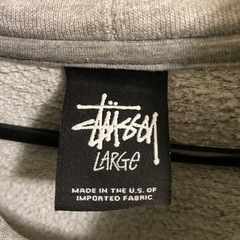 Stüssy
LARGE
MADE IN THE U.S. OF
IMPORTED FABRIC